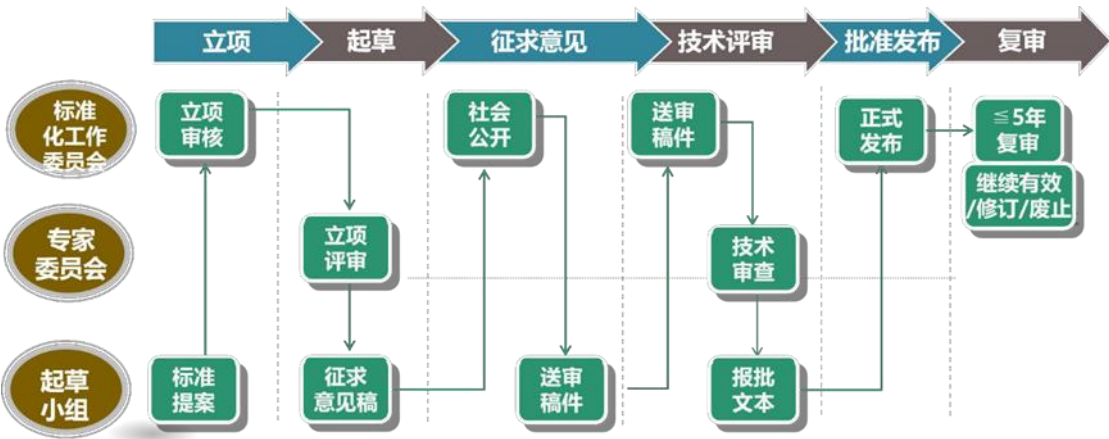 立项
起草
征求意见
技术评审
批准发布
复审
标准
化工作
委员会
立项
审核
社会
公开
送审
稿件
正式
发布
≦5年
复审
继续有效
/修订/废止
专家
委员会
立项
评审
技术
审查
起草
小组
标准
提案
征求
意见稿
送审
稿件
报批
文本